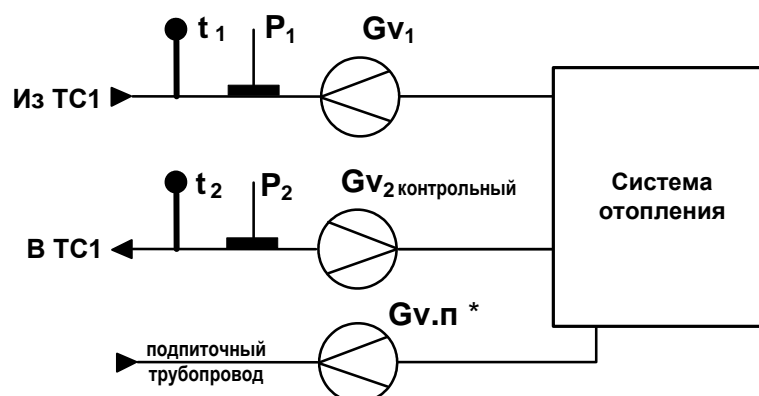 t 1 P1 Gv1
Из ТС1
t 2 P2 Gv2 контрольный
Система
отопления
В ТС1
Gv.п *
подпиточный
трубопровод